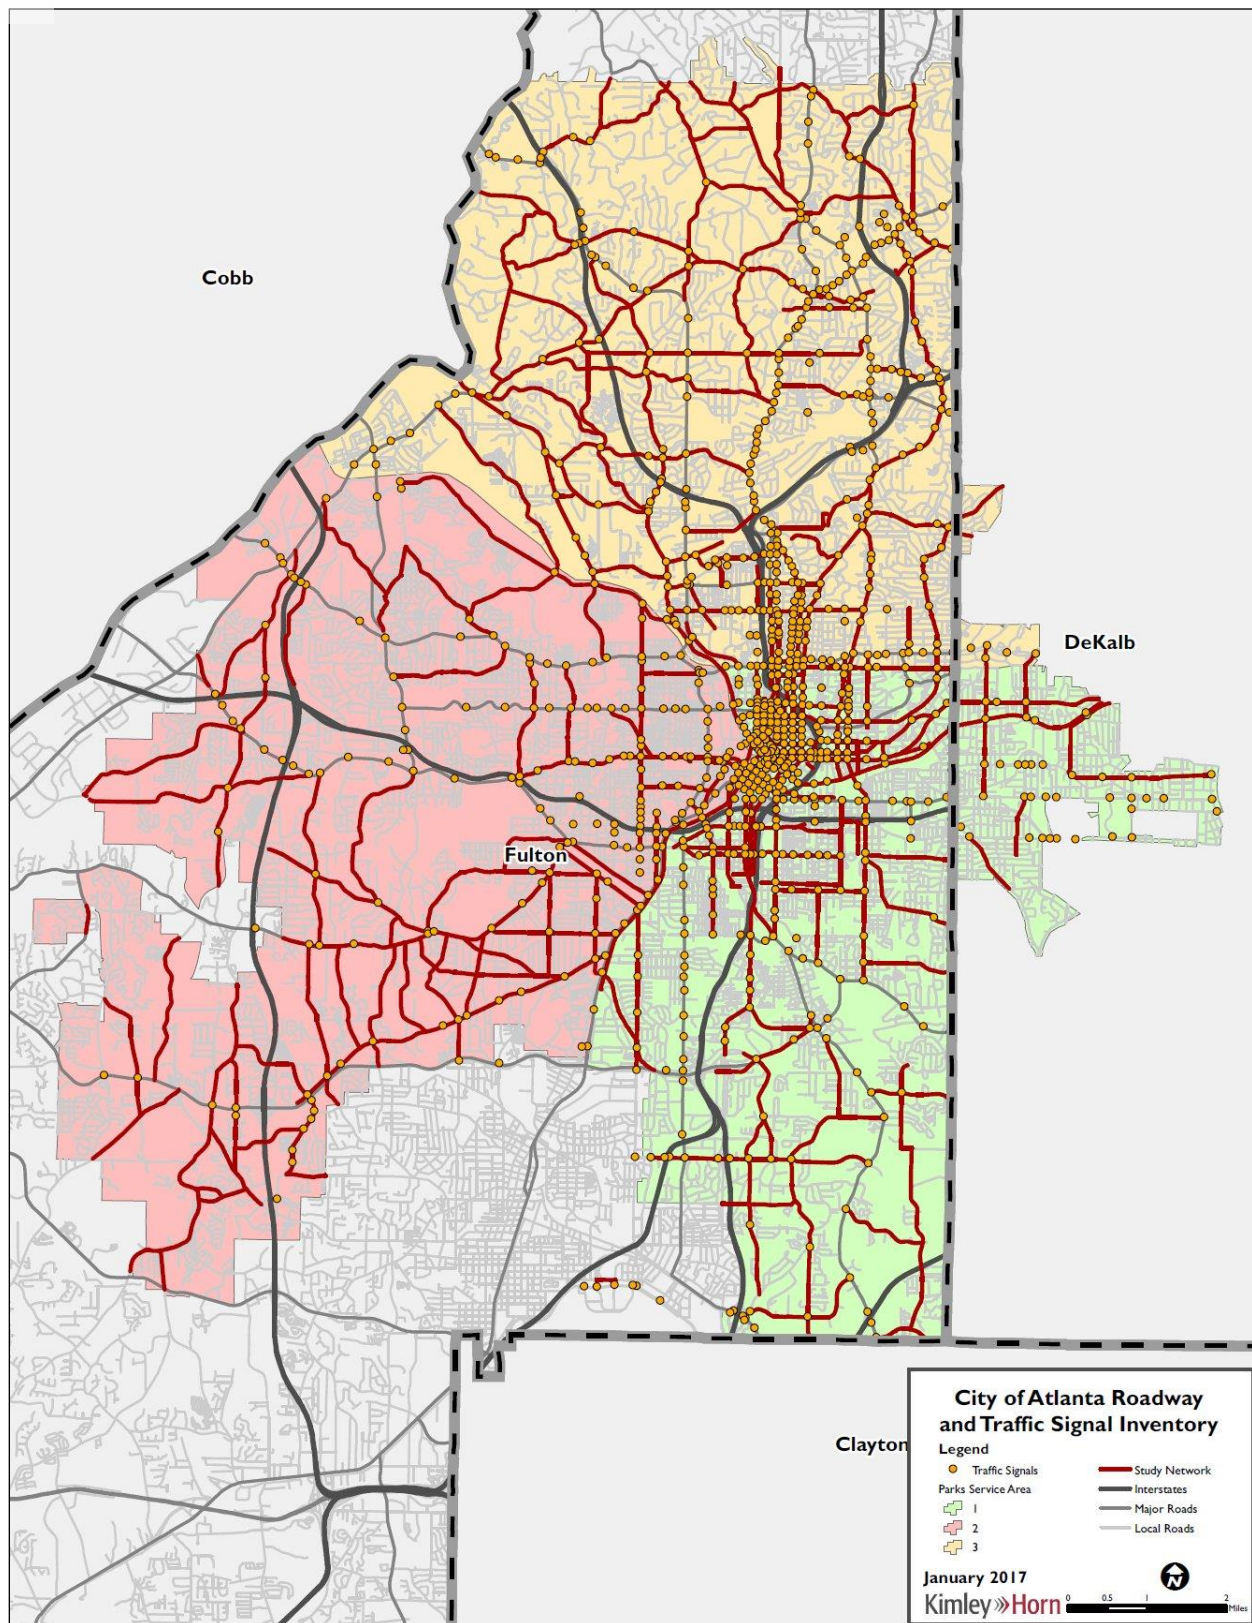 Cobb
DeKalb
Fulton
Clayton
City of Atlanta Roadway
and Traffic Signal Inventory
Legend
Traffic Signals
Study Network
Parks Service Area
Interstates
1
Major Roads
2
Local Roads
3
January 2017
N
Kimley»Horn
0 0.5 1 2
Miles